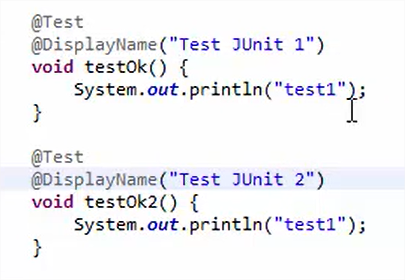 @Test
@DisplayName("Test JUnit 1")
void testOk() {
    System.out.println("test1");
}

@Test
@DisplayName("Test JUnit 2")
void testOk2() {
    System.out.println("test1");
}